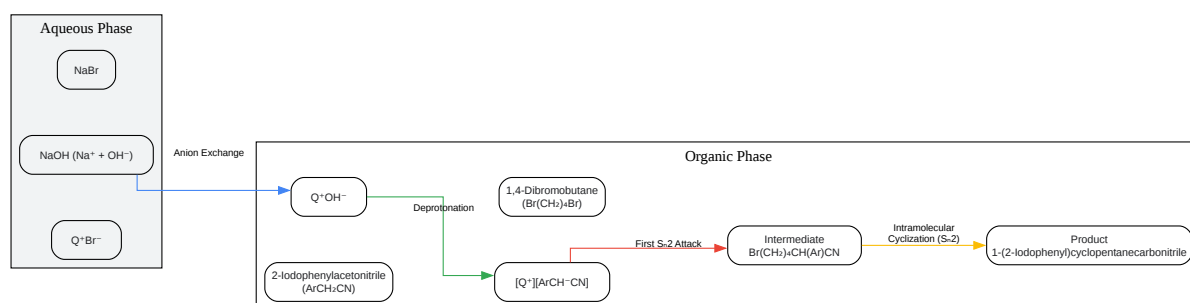 Aqueous Phase
NaBr
NaOH (Na⁺ + OH⁻)
Q⁺Br⁻
Anion Exchange
Organic Phase
Q⁺OH⁻
Deprotonation
1,4-Dibromobutane
(Br(CH₂)₄Br)
2-Iodophenylacetonitrile
(ArCH₂CN)
[Q⁺][ArCH⁻CN]
First Sₙ2 Attack
Intermediate
Br(CH₂)₄CH(Ar)CN
Intramolecular
Cyclization (Sₙ2)
Product
1-(2-Iodophenyl)cyclopentanecarbonitrile